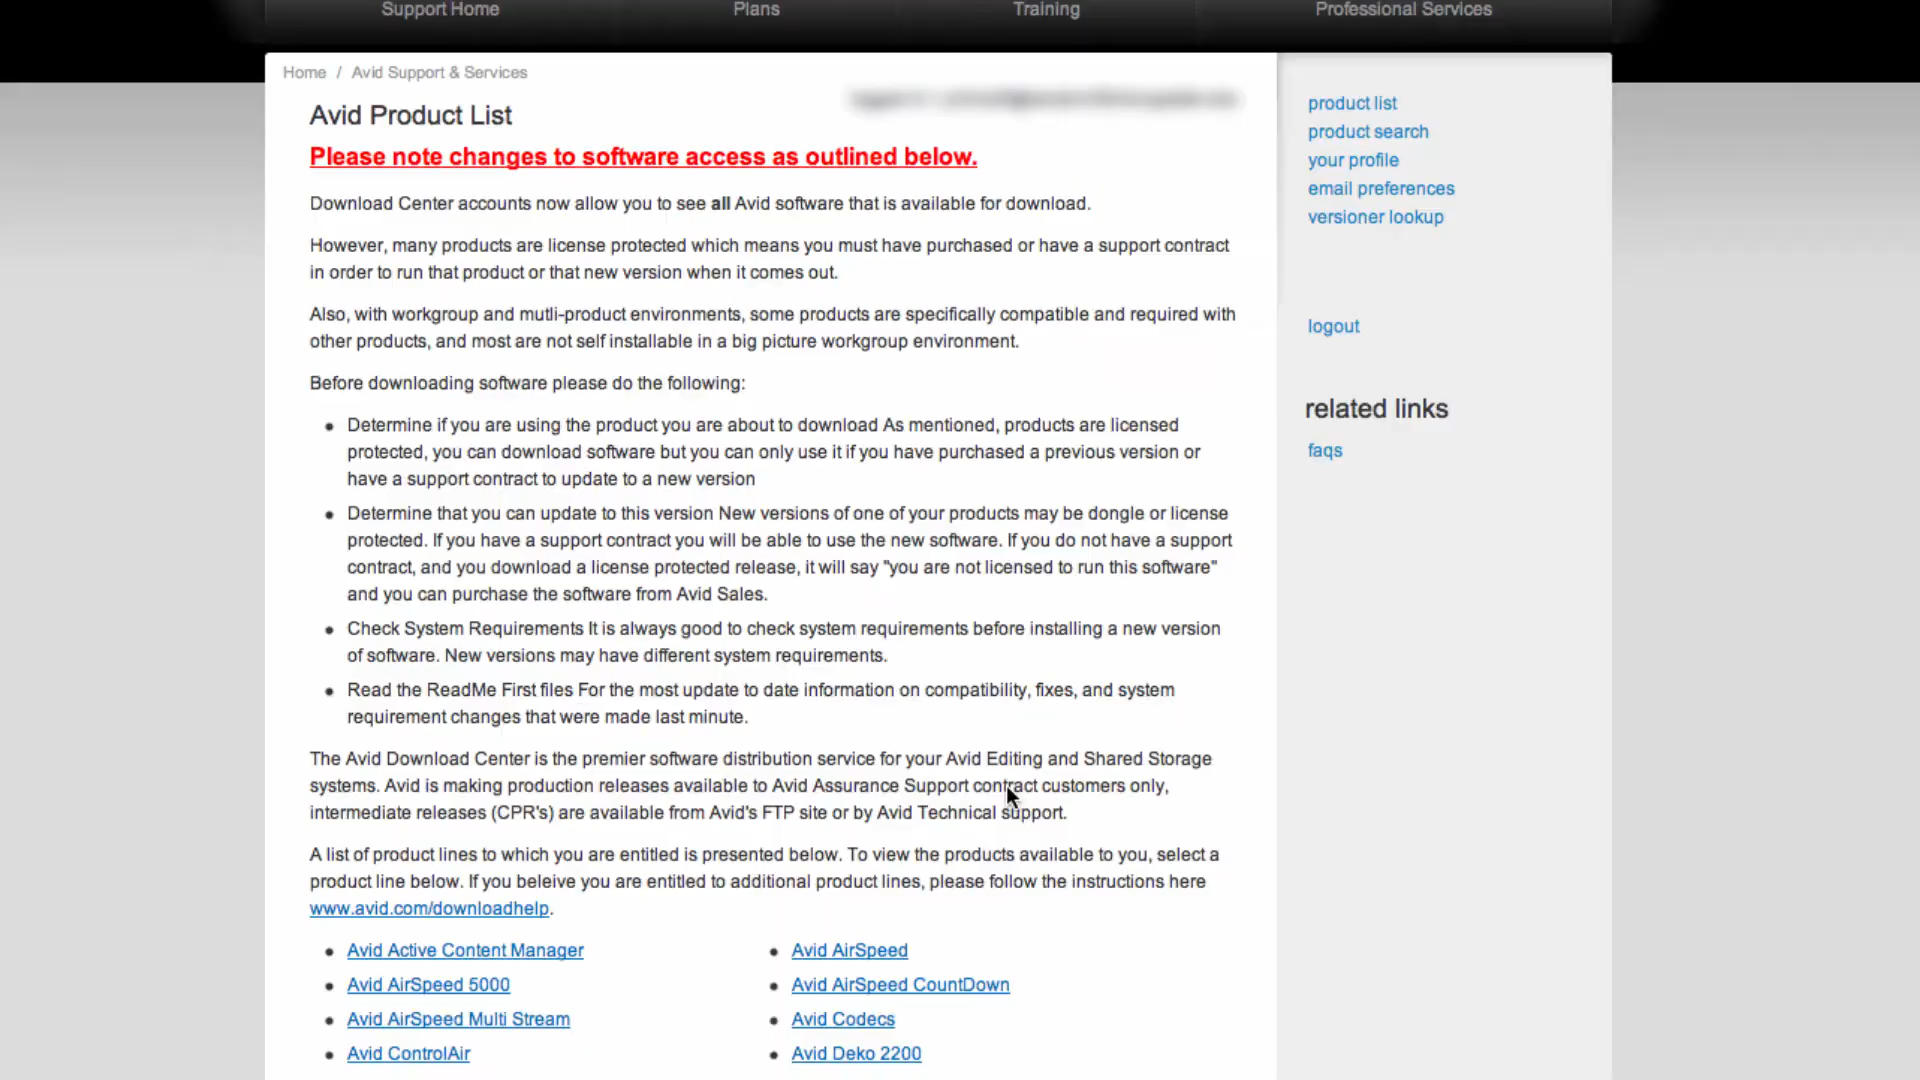 Support Home Plans Training Professional Services
Home / Avid Support & Services
Avid Product List
Please note changes to software access as outlined below.
Download Center accounts now allow you to see all Avid software that is available for download.
However, many products are license protected which means you must have purchased or have a support contract
in order to run that product or that new version when it comes out.
Also, with workgroup and mutli-product environments, some products are specifically compatible and required with
other products, and most are not self installable in a big picture workgroup environment.
Before downloading software please do the following:
• Determine if you are using the product you are about to download As mentioned, products are licensed
protected, you can download software but you can only use it if you have purchased a previous version or
have a support contract to update to a new version
• Determine that you can update to this version New versions of one of your products may be dongle or license
protected. If you have a support contract you will be able to use the new software. If you do not have a support
contract, and you download a license protected release, it will say "you are not licensed to run this software"
and you can purchase the software from Avid Sales.
• Check System Requirements It is always good to check system requirements before installing a new version
of software. New versions may have different system requirements.
• Read the ReadMe First files For the most update to date information on compatibility, fixes, and system
requirement changes that were made last minute.
The Avid Download Center is the premier software distribution service for your Avid Editing and Shared Storage
systems. Avid is making production releases available to Avid Assurance Support contract customers only,
intermediate releases (CPR's) are available from Avid's FTP site or by Avid Technical support.
A list of product lines to which you are entitled is presented below. To view the products available to you, select a
product line below. If you beleive you are entitled to additional product lines, please follow the instructions here
www.avid.com/downloadhelp.
• Avid Active Content Manager • Avid AirSpeed
• Avid AirSpeed 5000 • Avid AirSpeed CountDown
• Avid AirSpeed Multi Stream • Avid Codecs
• Avid ControlAir • Avid Deko 2200
product list
product search
your profile
email preferences
versioner lookup
logout
related links
faqs